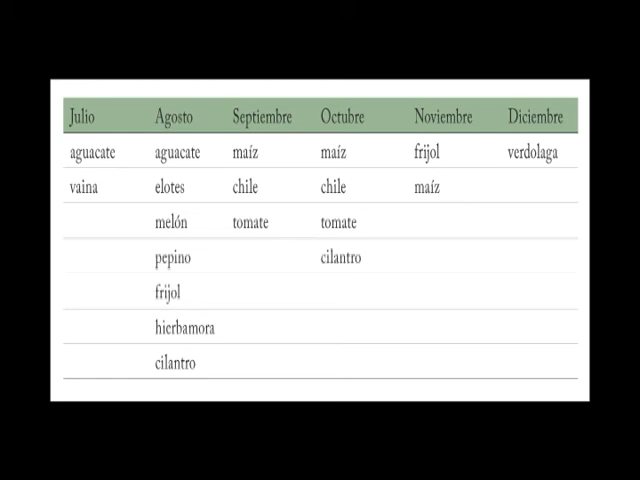 Julio Agosto Septiembre Octubre Noviembre Diciembre
aguacate aguacate maíz maíz frijol verdolaga
vaina elotes chile chile maíz
melón tomate tomate
pepino cilantro
frijol
hierbamora
cilantro